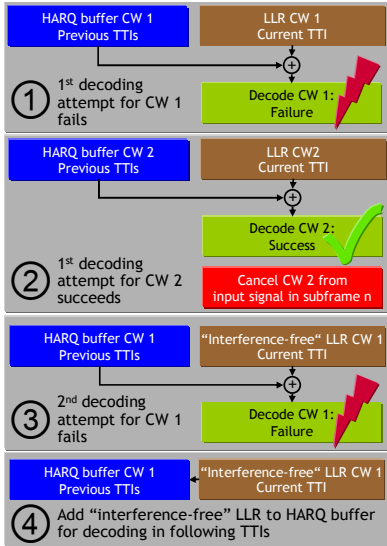 HARQ buffer CW 1
Previous TTIs
LLR CW 1
Current TTI
+
Decode CW 1:
Failure
1
1st decoding
attempt for CW 1
fails
HARQ buffer CW 2
Previous TTIs
LLR CW2
Current TTI
+
Decode CW 2:
Success
2
1st decoding
attempt for CW 2
succeeds
Cancel CW 2 from
input signal in subframe n
HARQ buffer CW 1
Previous TTIs
“Interference-free“ LLR CW 1
Current TTI
+
Decode CW 1:
Failure
3
2nd decoding
attempt for CW 1
fails
HARQ buffer CW 1
Previous TTIs
“Interference-free“ LLR CW 1
Current TTI
4
Add “interference-free” LLR to HARQ buffer
for decoding in following TTIs